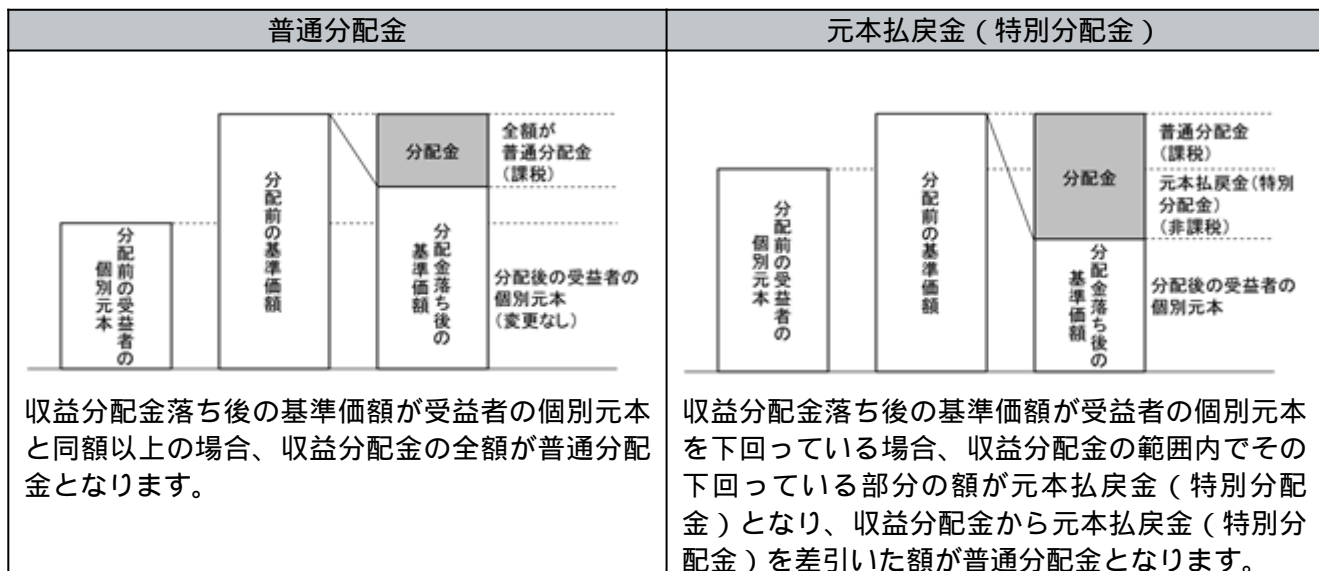 普通分配金
元本払戻金(特別分配金)
分配前の受益者の
個別元本
分配前の基準価額
分配金
分配金落ち後の
基準価額
全額が
普通分配金
(課税)
分配後の受益者の
個別元本
(変更なし)
収益分配金落ち後の基準価額が受益者の個別元本
と同額以上の場合、収益分配金の全額が普通分配
金となります。
分配前の受益者の
個別元本
分配前の基準価額
分配金
分配金落ち後の
基準価額
普通分配金
(課税)
元本払戻金(特別
分配金)
(非課税)
分配後の受益者の
個別元本
収益分配金落ち後の基準価額が受益者の個別元本
を下回っている場合、収益分配金の範囲内でその
下回っている部分の額が元本払戻金(特別分配
金)となり、収益分配金から元本払戻金(特別分
配金)を差引いた額が普通分配金となります。